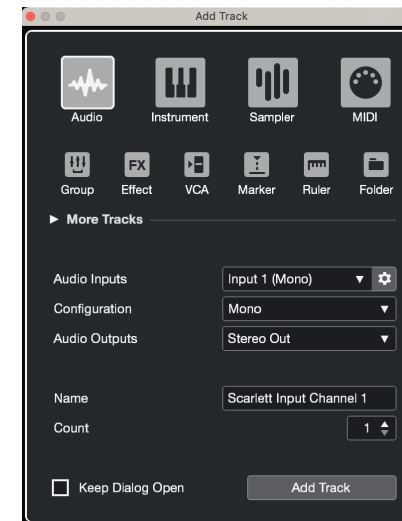 Add Track
Audio Instrument Sampler MIDI
FX
Group Effect VCA Marker Ruler Folder
More Tracks
Audio Inputs Input 1 (Mono)
Configuration Mono
Audio Outputs Stereo Out
Name Scarlett Input Channel 1
Count 1
Keep Dialog Open Add Track